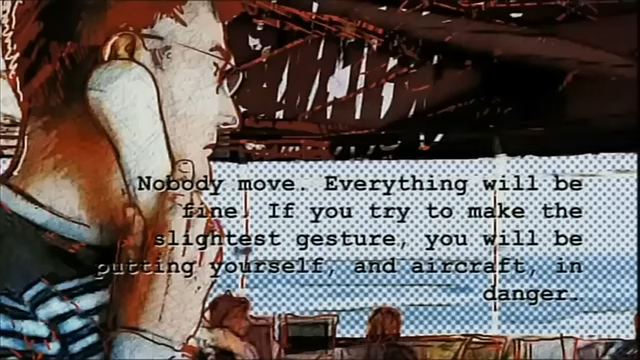 Nobody move. Everything will be
fine. If you try to make the
slightest gesture, you will be
putting yourself, and aircraft, in
danger.